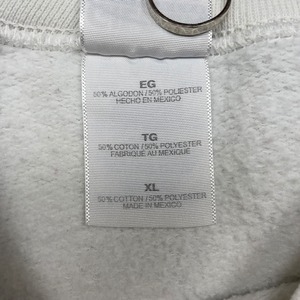 EG
50% ALGODON / 50% POLIESTER
HECHO EN MEXICO
TG
50% COTON / 50% POLYESTER
FABRIQUE AU MEXIQUE
XL
50% COTTON / 50% POLYESTER
MADE IN MEXICO